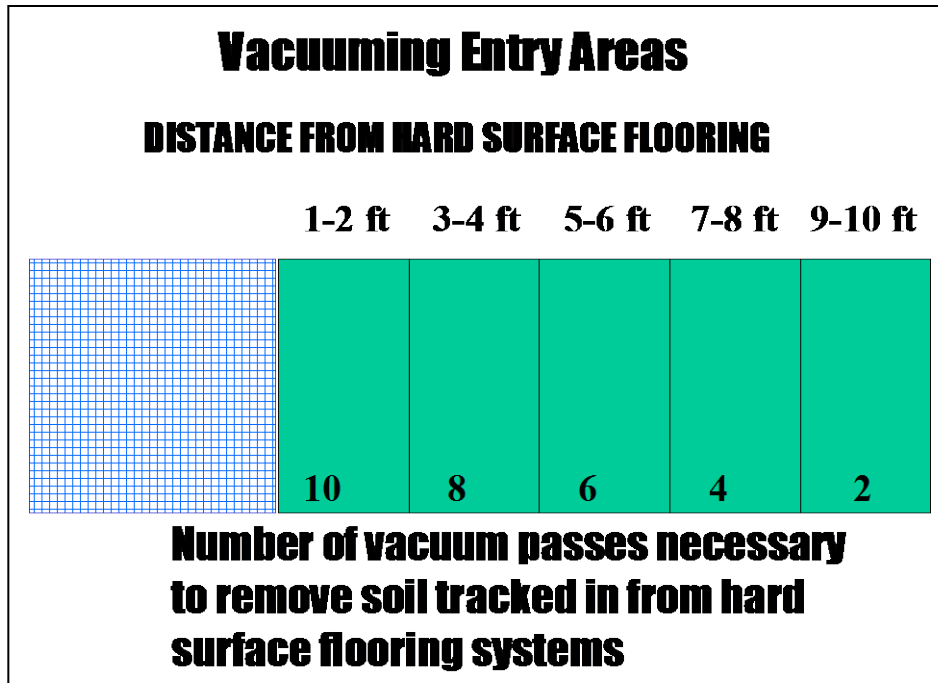 Vacuuming Entry Areas
DISTANCE FROM HARD SURFACE FLOORING
1-2 ft 3-4 ft 5-6 ft 7-8 ft 9-10 ft
10 8 6 4 2
Number of vacuum passes necessary
to remove soil tracked in from hard
surface flooring systems